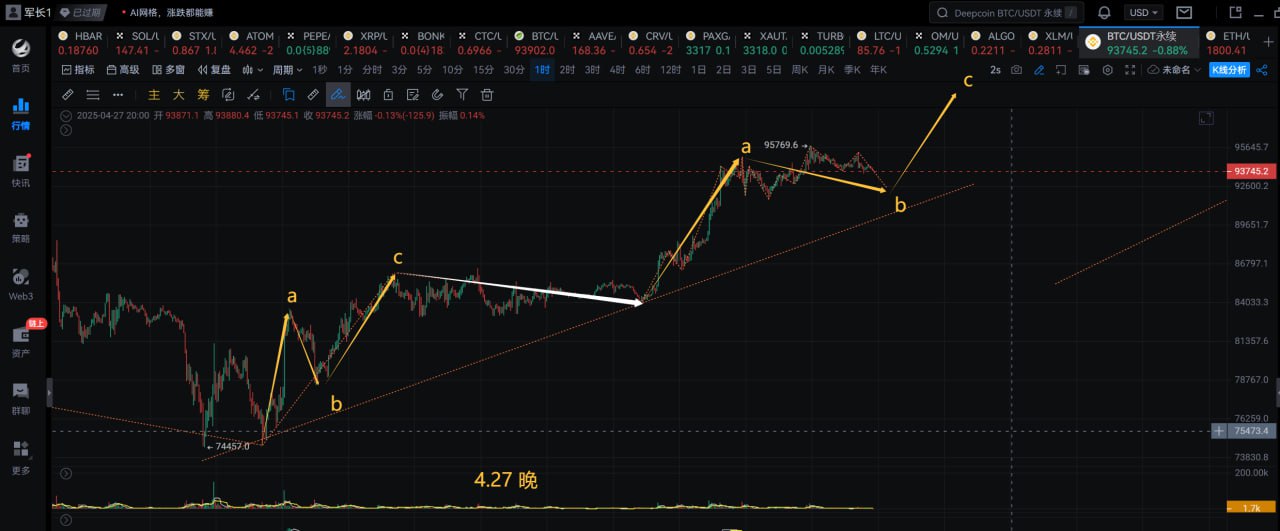 军长1 已过期 • AI网格，涨跌都能赚 Deepcoin BTC/USDT 永续 / USD
HBAR STX/U ATOM PEPE/ XRP/U BONK CTC/U BTC/U AAVE/ CRV/U PAXG XAUT TURB LTC/U OM/U ALGO XLM/U BTC/USDT永续 ETH/U
0.18760 147.41 - 0.867 4.462 -2 0.0{5}88 2.1804 - 0.0{4}18 0.6966 - 93902.0 168.36 - 0.654 -2 3317 0.1 3318.0 0 0.00528 85.76 -1 0.5294 1 0.2211 - 0.2811 - 93745.2 -0.88% 1800.41
首页
指标 高级 多窗 复盘 周期 1秒 1分 分时 3分 5分 10分 15分 30分 1时 2时 3时 4时 6时 12时 1日 2日 3日 5日 周K 月K 季K 年K 2s 未命名 K线分析
主 大 筹
行情
2025-04-27 20:00 开 93871.1 高 93880.4 低 93745.1 收 93745.2 涨幅 -0.13%(-125.9) 振幅 0.14%
快讯
策略
Web3
链上
资产
群聊
更多
a
b
c
a
95769.6
b
c
74457.0
4.27 晚
95645.7
93745.2
92600.2
89651.7
86797.1
84033.3
81357.6
78767.0
76259.0
75473.4
73830.8
200.00k
1.7k